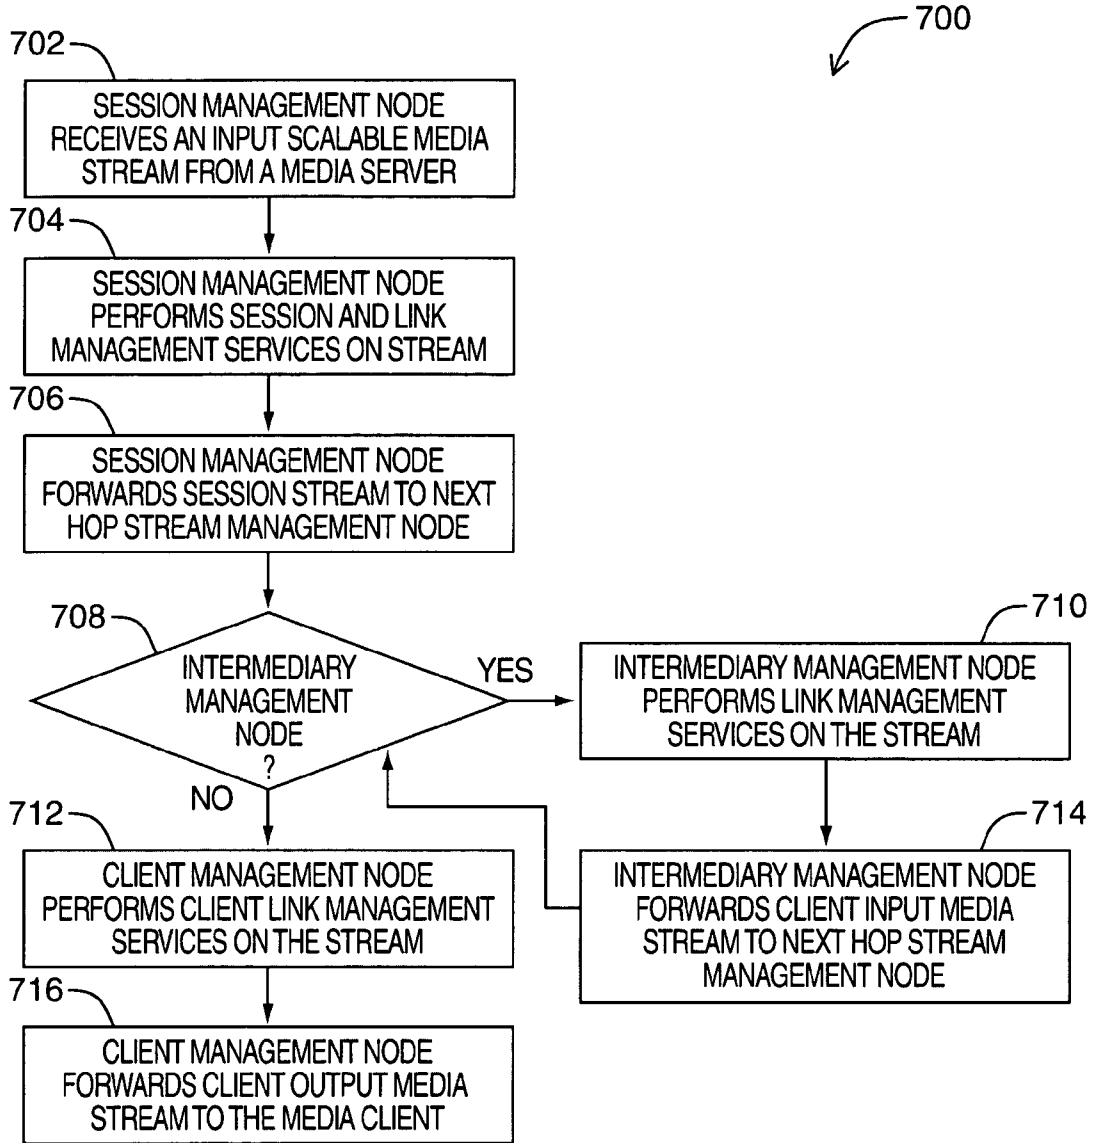 700
702
SESSION MANAGEMENT NODE
RECEIVES AN INPUT SCALABLE MEDIA
STREAM FROM A MEDIA SERVER
704
SESSION MANAGEMENT NODE
PERFORMS SESSION AND LINK
MANAGEMENT SERVICES ON STREAM
706
SESSION MANAGEMENT NODE
FORWARDS SESSION STREAM TO NEXT
HOP STREAM MANAGEMENT NODE
708
INTERMEDIARY
MANAGEMENT
NODE
?
YES
NO
710
INTERMEDIARY MANAGEMENT NODE
PERFORMS LINK MANAGEMENT
SERVICES ON THE STREAM
712
CLIENT MANAGEMENT NODE
PERFORMS CLIENT LINK MANAGEMENT
SERVICES ON THE STREAM
714
INTERMEDIARY MANAGEMENT NODE
FORWARDS CLIENT INPUT MEDIA
STREAM TO NEXT HOP STREAM
MANAGEMENT NODE
716
CLIENT MANAGEMENT NODE
FORWARDS CLIENT OUTPUT MEDIA
STREAM TO THE MEDIA CLIENT